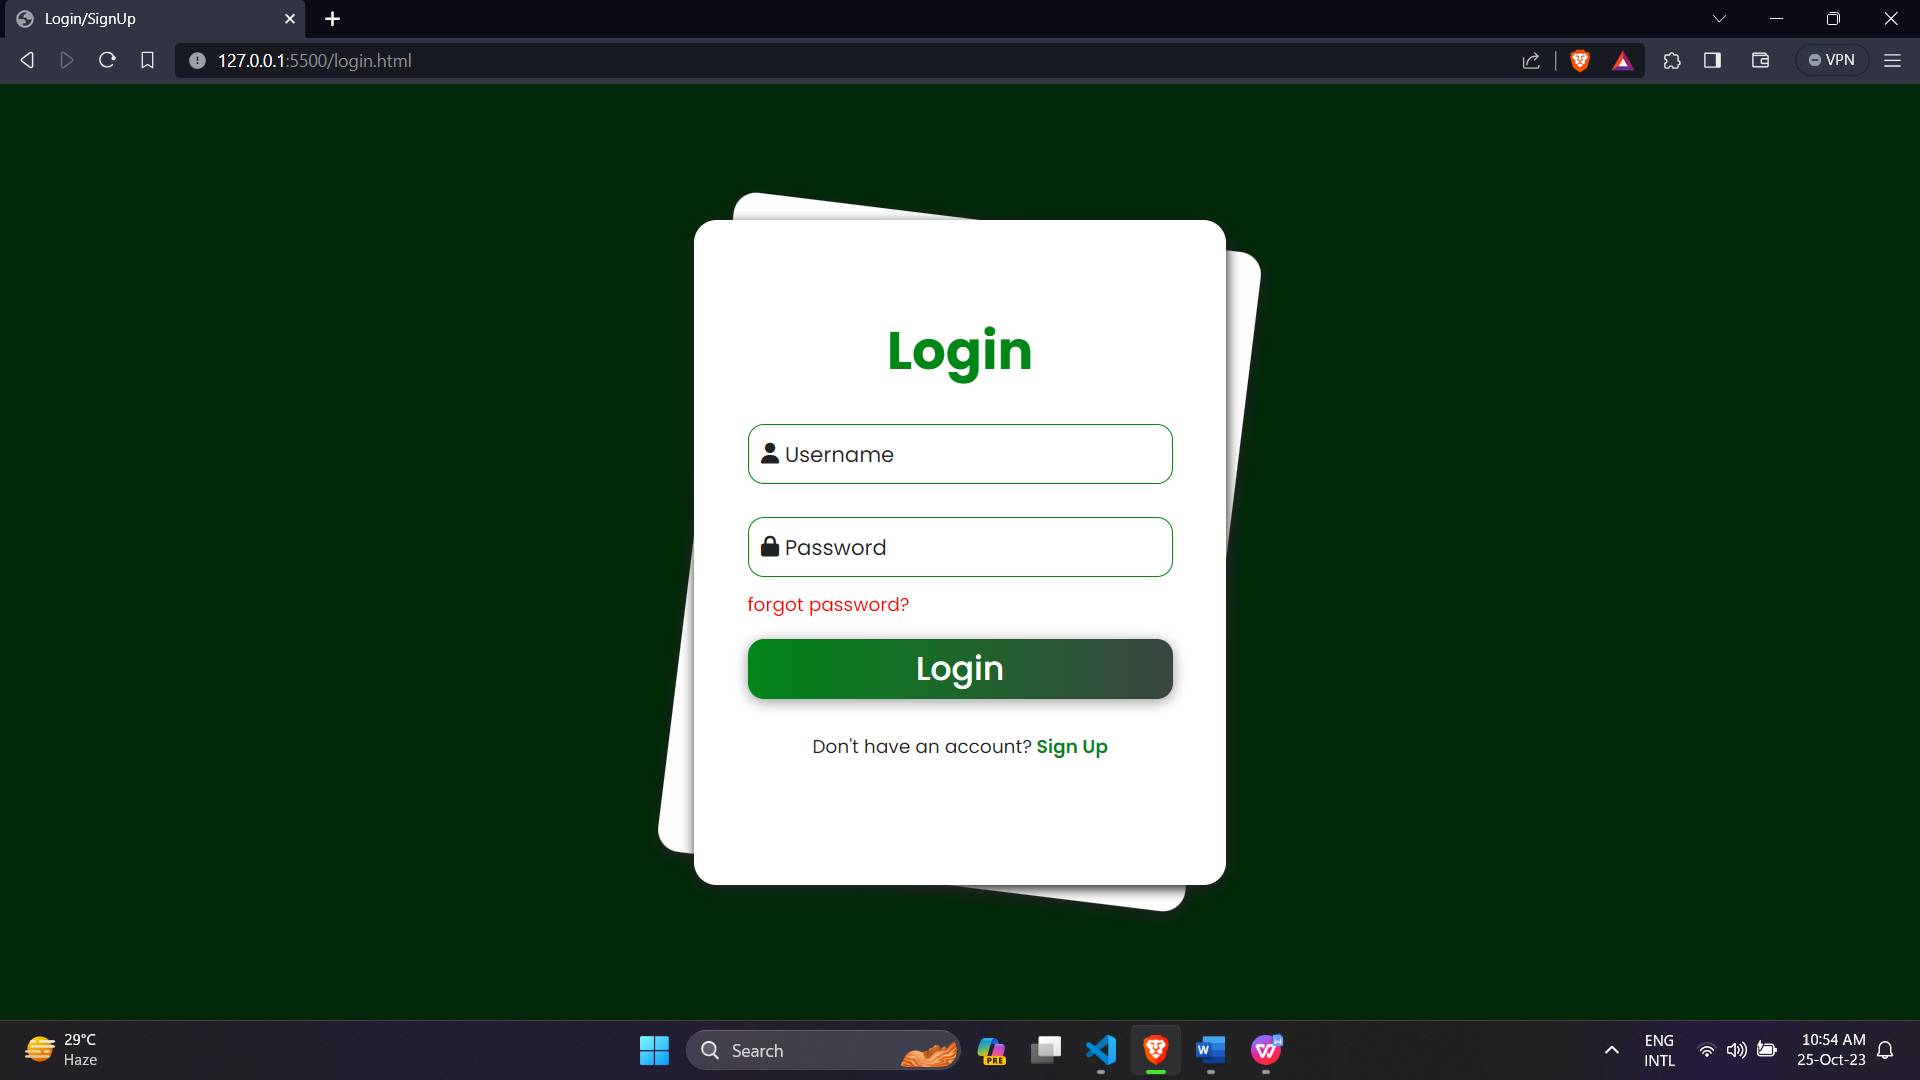 Login/SignUp
127.0.0.1:5500/login.html
VPN
Login
Username
Password
forgot password?
Login
Don't have an account? Sign Up
29°C
Haze
Search
PRE
W
W
W
ENG
INTL
10:54 AM
25-Oct-23